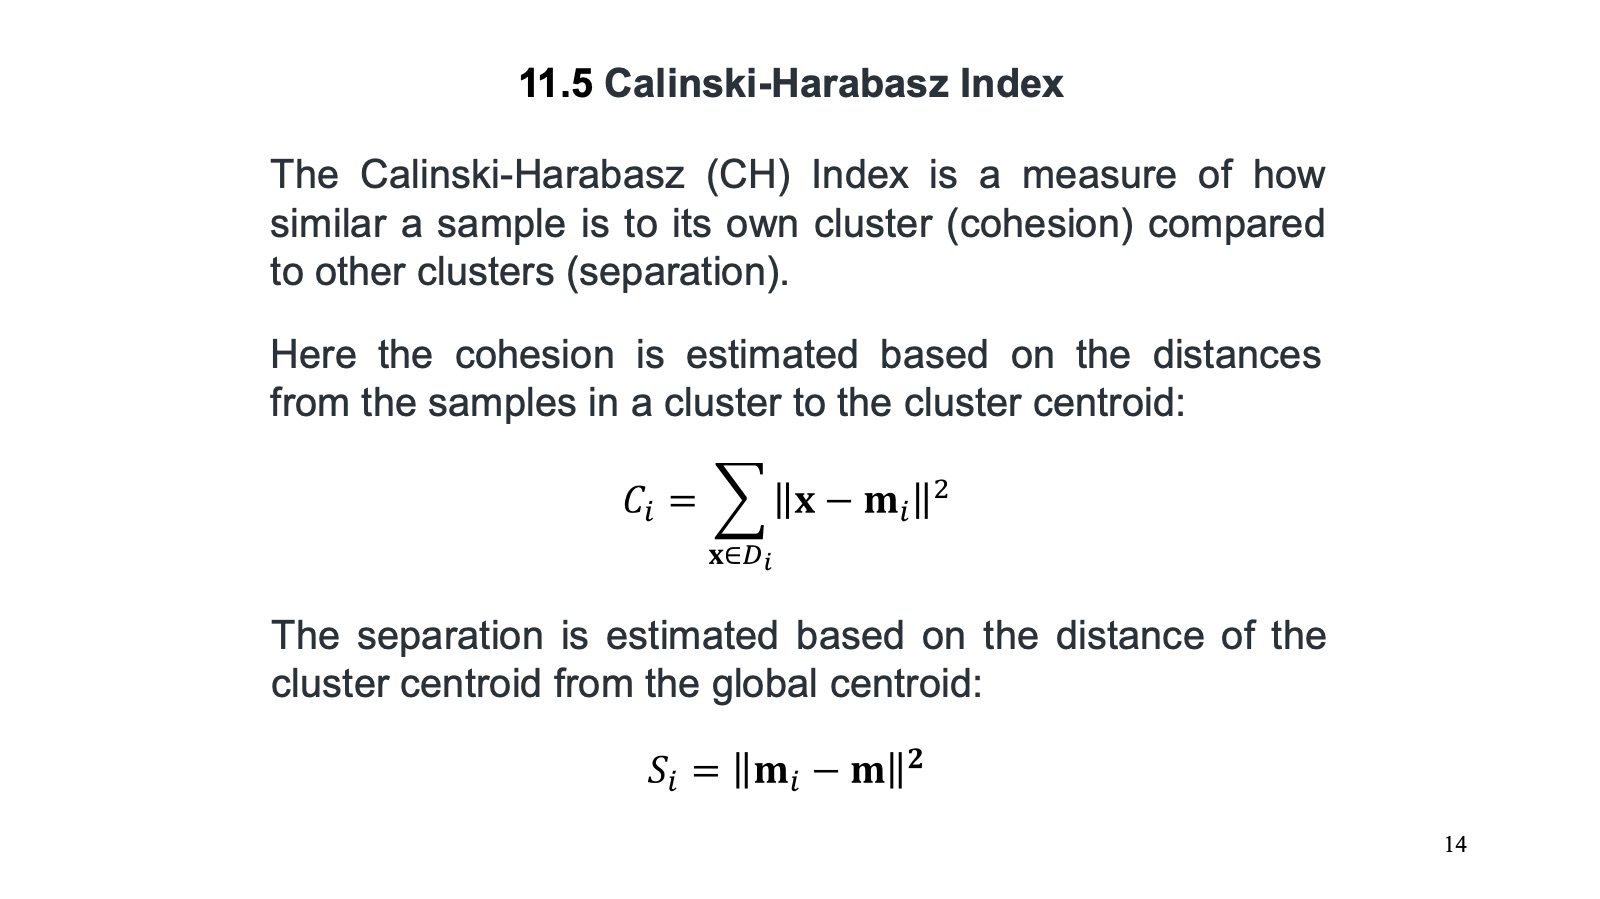 11.5 Calinski-Harabasz Index
The Calinski-Harabasz (CH) Index is a measure of how
similar a sample is to its own cluster (cohesion) compared
to other clusters (separation).
Here the cohesion is estimated based on the distances
from the samples in a cluster to the cluster centroid:
C_i = ∑_{x∈D_i} ‖x − m_i‖²
The separation is estimated based on the distance of the
cluster centroid from the global centroid:
S_i = ‖m_i − m‖²
14